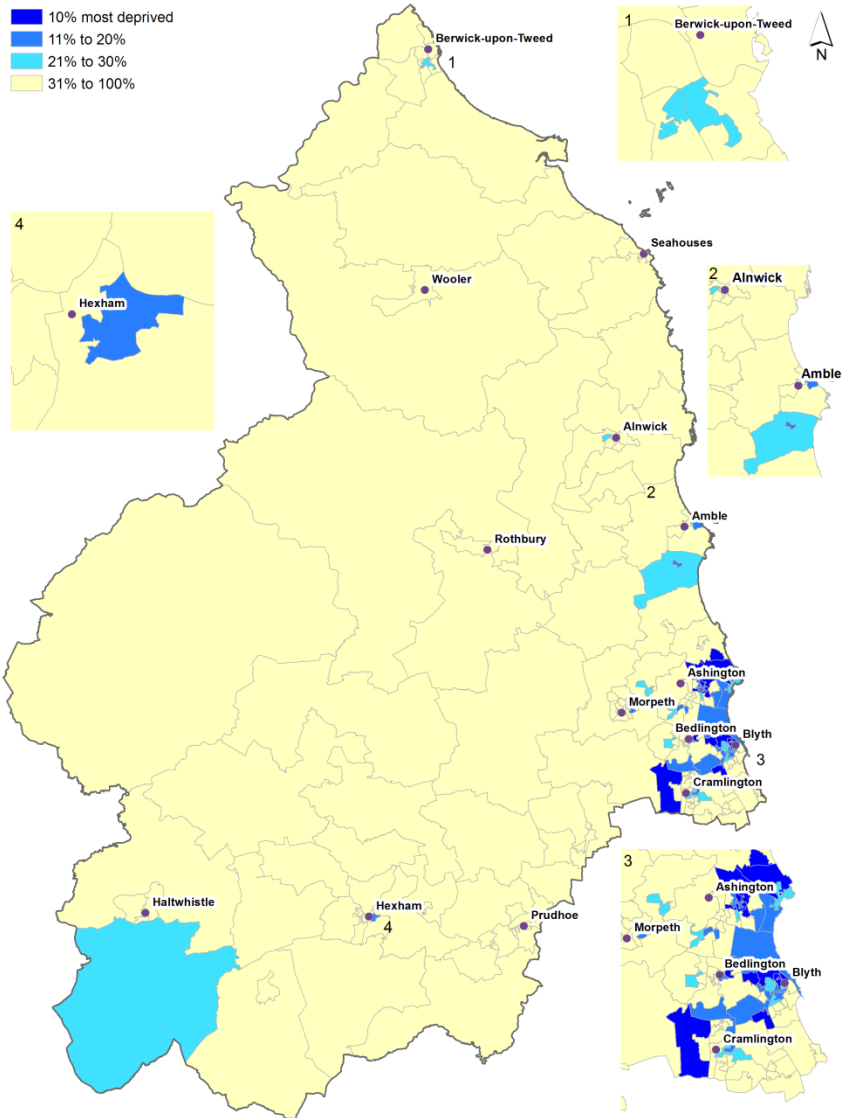 10% most deprived
11% to 20%
21% to 30%
31% to 100%
Berwick-upon-Tweed
1
1
Berwick-upon-Tweed
N
4
Hexham
Seahouses
Wooler
2
Alnwick
Amble
Alnwick
2
Amble
Rothbury
Ashington
Morpeth
Bedlington
Blyth
3
Cramlington
3
Ashington
Morpeth
Bedlington
Blyth
Cramlington
Haltwhistle
Hexham
4
Prudhoe